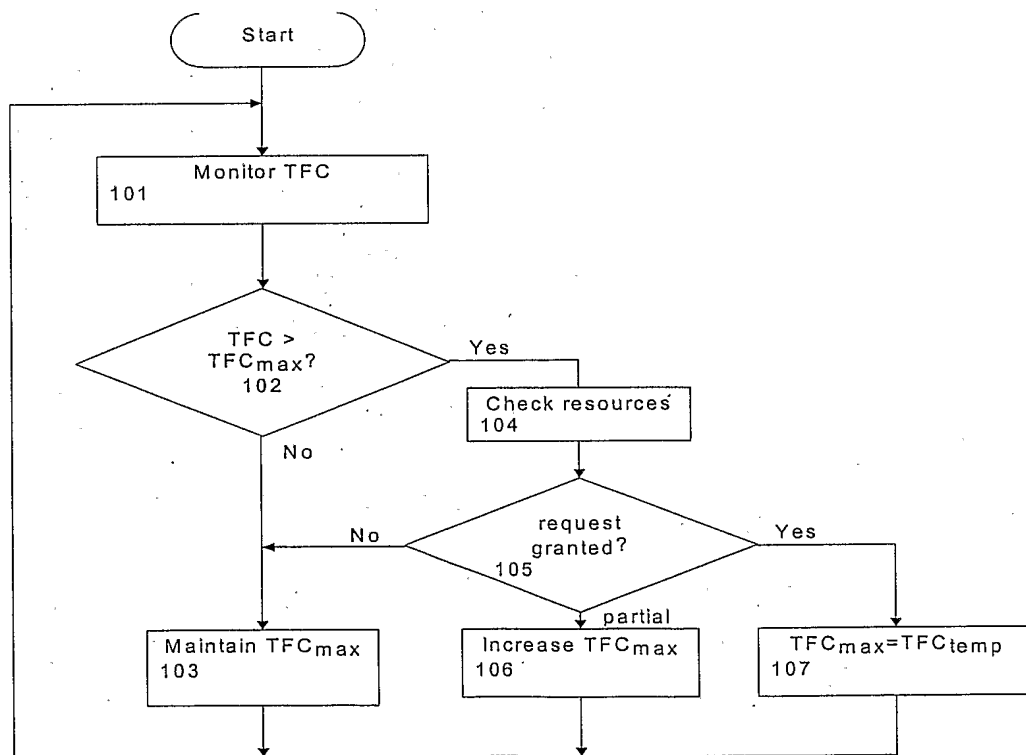 Start
Monitor TFC
101
TFC >
TFCmax?
102
Yes
No
Check resources
104
request
granted?
105
No
Yes
partial
Maintain TFCmax
103
Increase TFCmax
106
TFCmax=TFCtemp
107